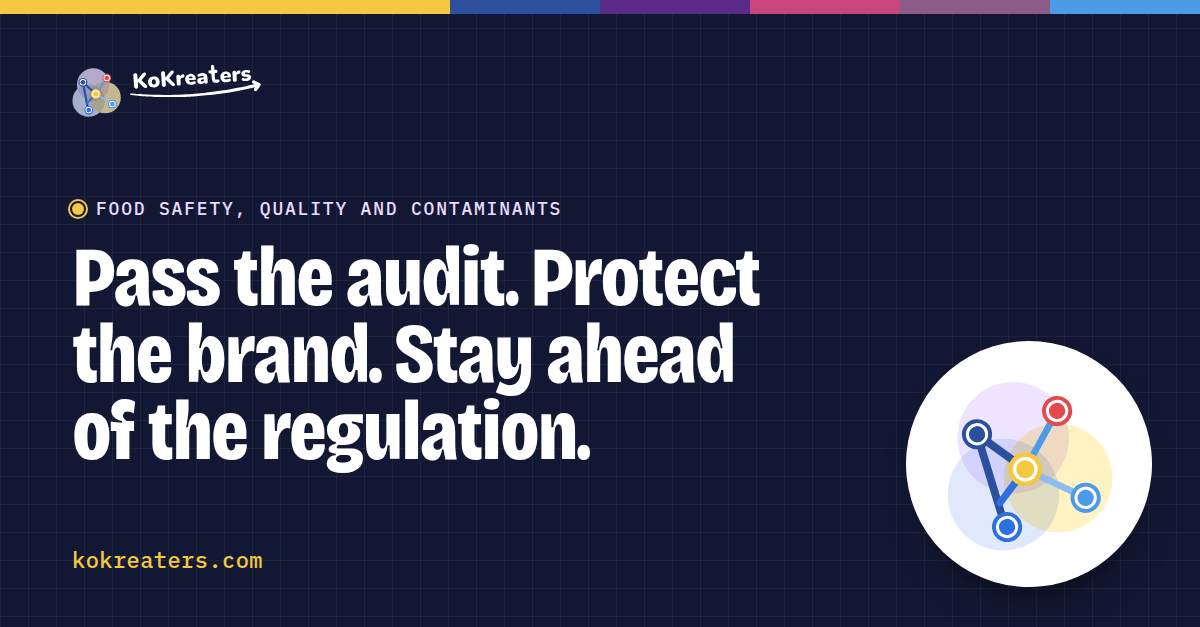 KoKreaters
FOOD SAFETY, QUALITY AND CONTAMINANTS
Pass the audit. Protect
the brand. Stay ahead
of the regulation.
kokreaters.com